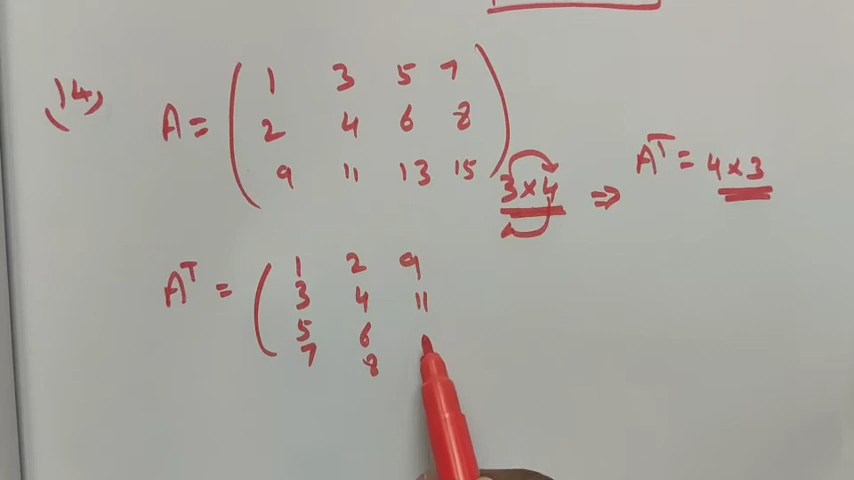 (14)
A = ( 1 3 5 7
2 4 6 8
9 11 13 15 )
3×4 ⇒ Aᵀ = 4×3
Aᵀ = ( 1 2 9
3 4 11
5 6
7 8